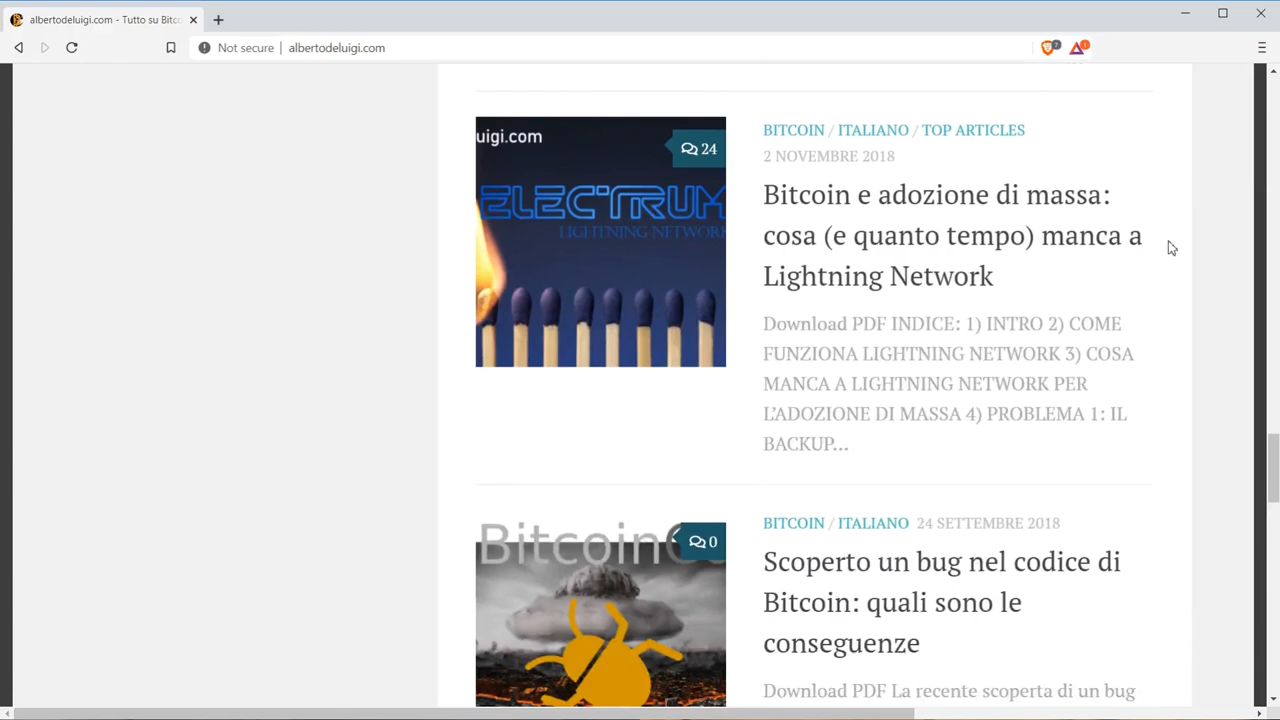 albertodeluigi.com - Tutto su Bitc
Not secure
albertodeluigi.com
7
uigi.com
24
ELECTRUM
LIGHTNING NETWORK
BITCOIN / ITALIANO / TOP ARTICLES
2 NOVEMBRE 2018
Bitcoin e adozione di massa:
cosa (e quanto tempo) manca a
Lightning Network
Download PDF INDICE: 1) INTRO 2) COME
FUNZIONA LIGHTNING NETWORK 3) COSA
MANCA A LIGHTNING NETWORK PER
L'ADOZIONE DI MASSA 4) PROBLEMA 1: IL
BACKUP…
Bitcoin
0
BITCOIN / ITALIANO 24 SETTEMBRE 2018
Scoperto un bug nel codice di
Bitcoin: quali sono le
conseguenze
Download PDF La recente scoperta di un bug